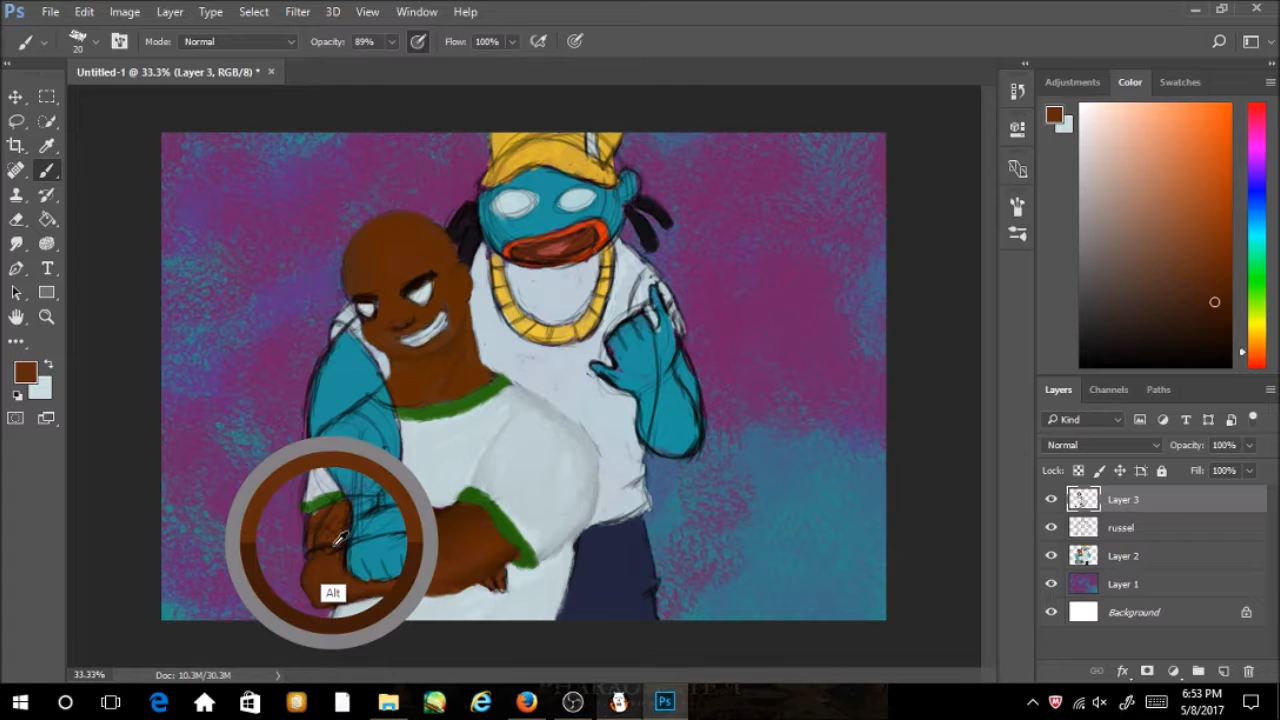 Ps File Edit Image Layer Type Select Filter 3D View Window Help
20 Mode: Normal Opacity: 89% Flow: 100%
Untitled-1 @ 33.3% (Layer 3, RGB/8) * ×
Adjustments Color Swatches
Layers Channels Paths
Kind
Normal Opacity: 100%
Lock: Fill: 100%
Layer 3
russel
Layer 2
Layer 1
Background
Alt
33.33% Doc: 10.3M/30.3M
Ps
6:53 PM
5/8/2017